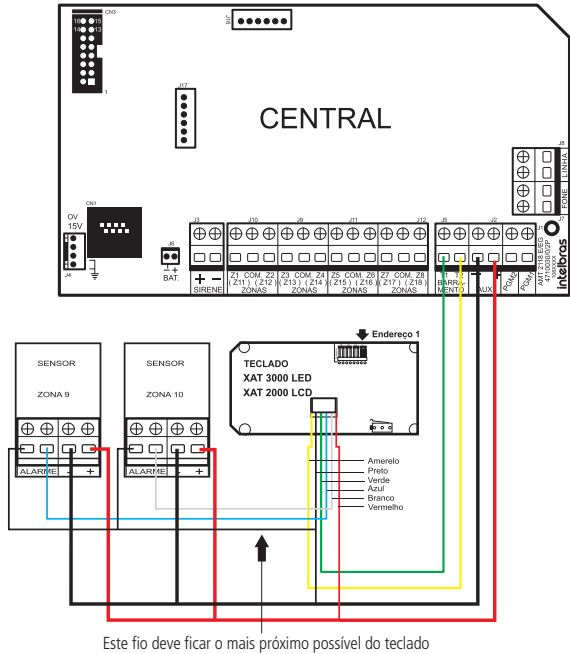 CN3
16 15
14 13
1
J16
J17
CENTRAL
J8
LINHA
FONE
J7
0V
15V
J4
CN1
J6
- +
BAT.
J3
+ -
SIRENE
J10
Z1 COM. Z2
( Z11 ) ( Z12 )
ZONAS
J9
Z3 COM. Z4
( Z13 ) ( Z14 )
ZONAS
J11
Z5 COM. Z6
( Z15 ) ( Z16 )
ZONAS
J12
Z7 COM. Z8
( Z17 ) ( Z18 )
ZONAS
J5
BARRA-
MENTO
J2
- +
AUX.
PGM2
PGM1
AMT 2118 E/EG
intelbras
Endereço 1
TECLADO
XAT 3000 LED
XAT 2000 LCD
SENSOR
ZONA 9
ALARME - +
SENSOR
ZONA 10
ALARME - +
Amerelo
Preto
Verde
Azul
Branco
Vermelho
Este fio deve ficar o mais próximo possível do teclado